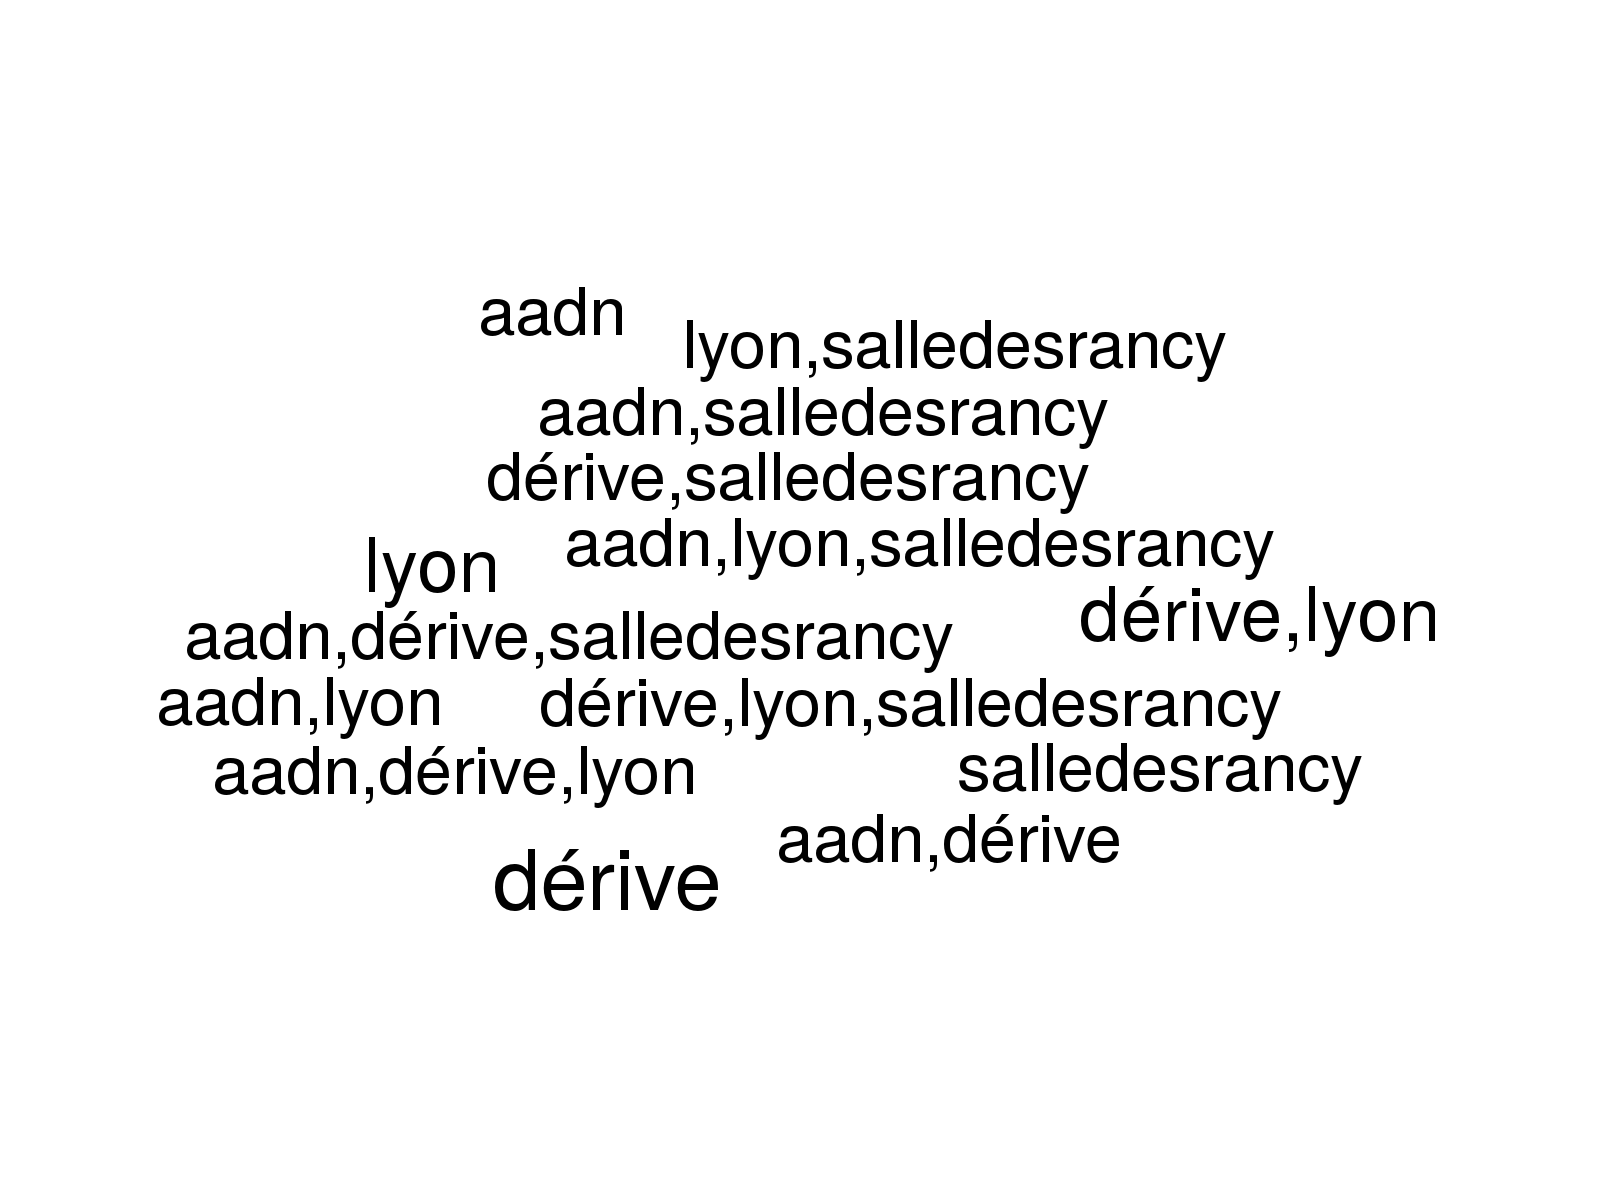 aadn
lyon,salledesrancy
aadn,salledesrancy
dérive,salledesrancy
aadn,lyon,salledesrancy
lyon
dérive,lyon
aadn,dérive,salledesrancy
aadn,lyon
dérive,lyon,salledesrancy
aadn,dérive,lyon
salledesrancy
aadn,dérive
dérive